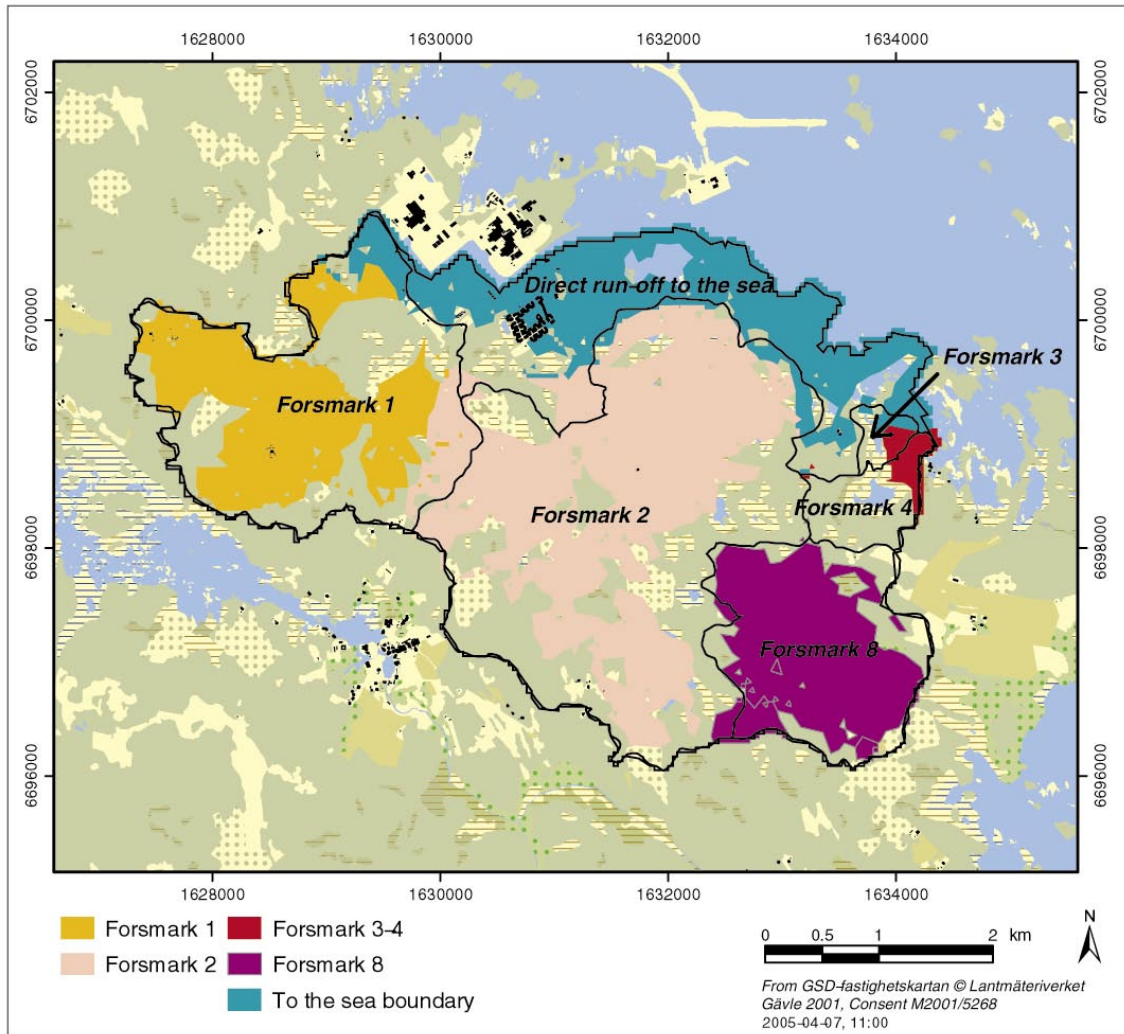 1628000 1630000 1632000 1634000
6702000 6702000
Direct run-off to the sea
6700000 6700000
Forsmark 3
Forsmark 1
Forsmark 2
Forsmark 4
6698000 6698000
Forsmark 8
6696000 6696000
1628000 1630000 1632000 1634000
Forsmark 1 Forsmark 3-4
Forsmark 2 Forsmark 8
To the sea boundary
N
0 0.5 1 2 km
From GSD-fastighetskartan © Lantmäteriverket
Gävle 2001, Consent M2001/5268
2005-04-07, 11:00